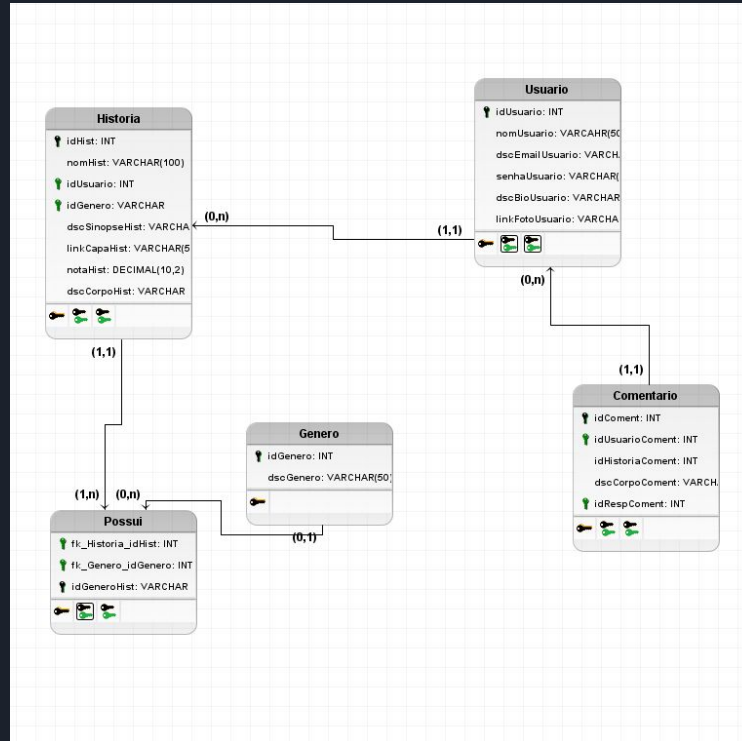 Historia
idHist: INT
nomHist: VARCHAR(100)
idUsuario: INT
idGenero: VARCHAR
dscSinopseHist: VARCHA
linkCapaHist: VARCHAR(5
notaHist: DECIMAL(10,2)
dscCorpoHist: VARCHAR
(1,1)
(0,n)
(1,1)
Usuario
idUsuario: INT
nomUsuario: VARCAHR(50
dscEmailUsuario: VARCH
senhaUsuario: VARCHAR(
dscBioUsuario: VARCHAR
linkFotoUsuario: VARCHA
(0,n)
(1,1)
Comentario
idComent: INT
idUsuarioComent: INT
idHistoriaComent: INT
dscCorpoComent: VARCH
idRespComent: INT
Genero
idGenero: INT
dscGenero: VARCHAR(50)
(0,1)
(1,n)
(0,n)
Possui
fk_Historia_idHist: INT
fk_Genero_idGenero: INT
idGeneroHist: VARCHAR